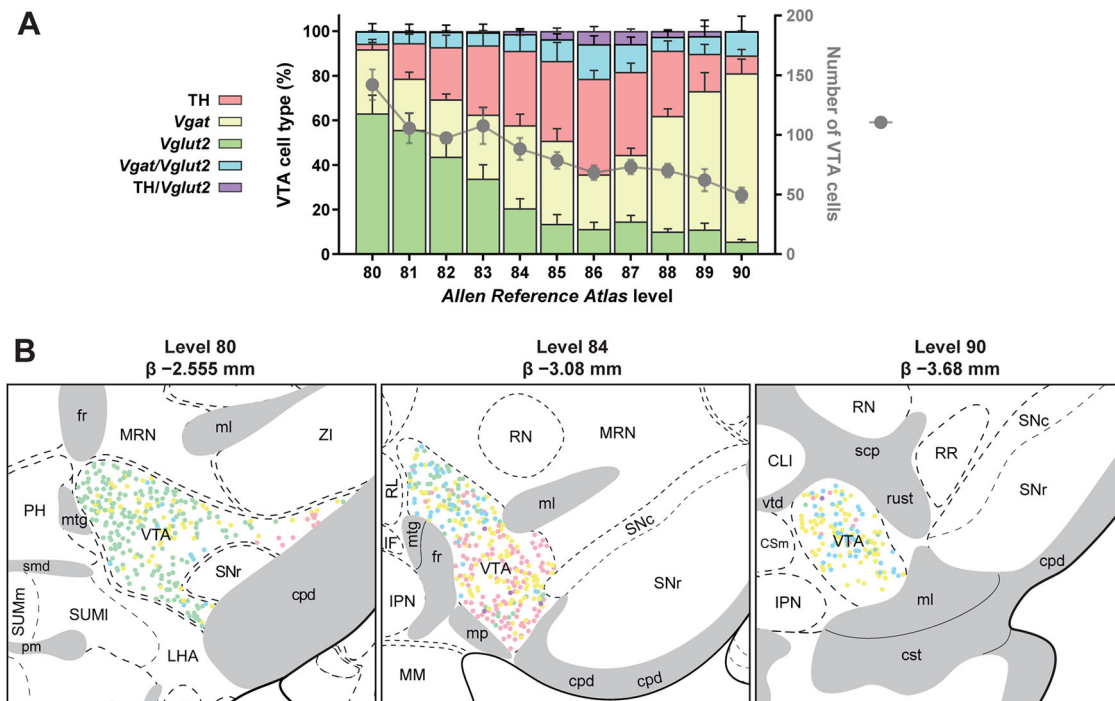 A
TH
Vgat
Vglut2
Vgat/Vglut2
TH/Vglut2
VTA cell type (%)
100
80
60
40
20
0
200
150
100
50
0
Number of VTA cells
80 81 82 83 84 85 86 87 88 89 90
Allen Reference Atlas level
B
Level 80
β −2.555 mm
fr
MRN
ml
ZI
PH
mtg
VTA
SNr
smd
cpd
SUMm
SUMl
pm
LHA
Level 84
β −3.08 mm
RN
MRN
RL
ml
IF
mtg
fr
SNc
VTA
SNr
IPN
mp
MM
cpd
cpd
Level 90
β −3.68 mm
RN
SNc
scp
RR
CLI
SNr
vtd
rust
CSm
VTA
cpd
IPN
ml
cst